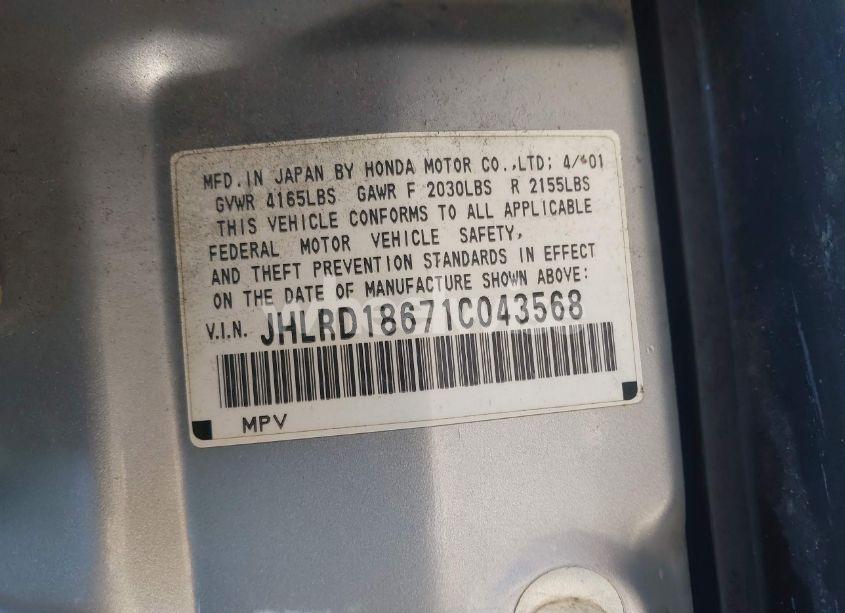 MFD. IN JAPAN BY HONDA MOTOR CO.,LTD; 4/01
GVWR 4165LBS GAWR F 2030LBS R 2155LBS
THIS VEHICLE CONFORMS TO ALL APPLICABLE
FEDERAL MOTOR VEHICLE SAFETY,
AND THEFT PREVENTION STANDARDS IN EFFECT
ON THE DATE OF MANUFACTURE SHOWN ABOVE:
V.I.N. JHLRD18671C043568
MPV